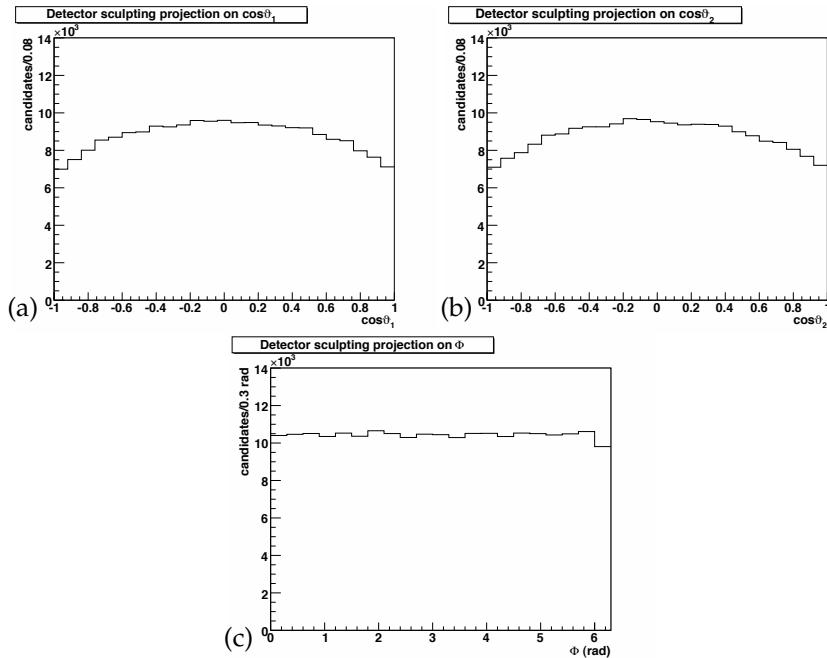 Detector sculpting projection on cosϑ1
×10³
candidates/0.08
14
12
10
8
6
4
2
0
-1 -0.8 -0.6 -0.4 -0.2 0 0.2 0.4 0.6 0.8 1
cosϑ1
(a)
Detector sculpting projection on cosϑ2
×10³
candidates/0.08
14
12
10
8
6
4
2
0
-1 -0.8 -0.6 -0.4 -0.2 0 0.2 0.4 0.6 0.8 1
cosϑ2
(b)
Detector sculpting projection on Φ
×10³
candidates/0.3 rad
14
12
10
8
6
4
2
0
0 1 2 3 4 5 6
Φ (rad)
(c)